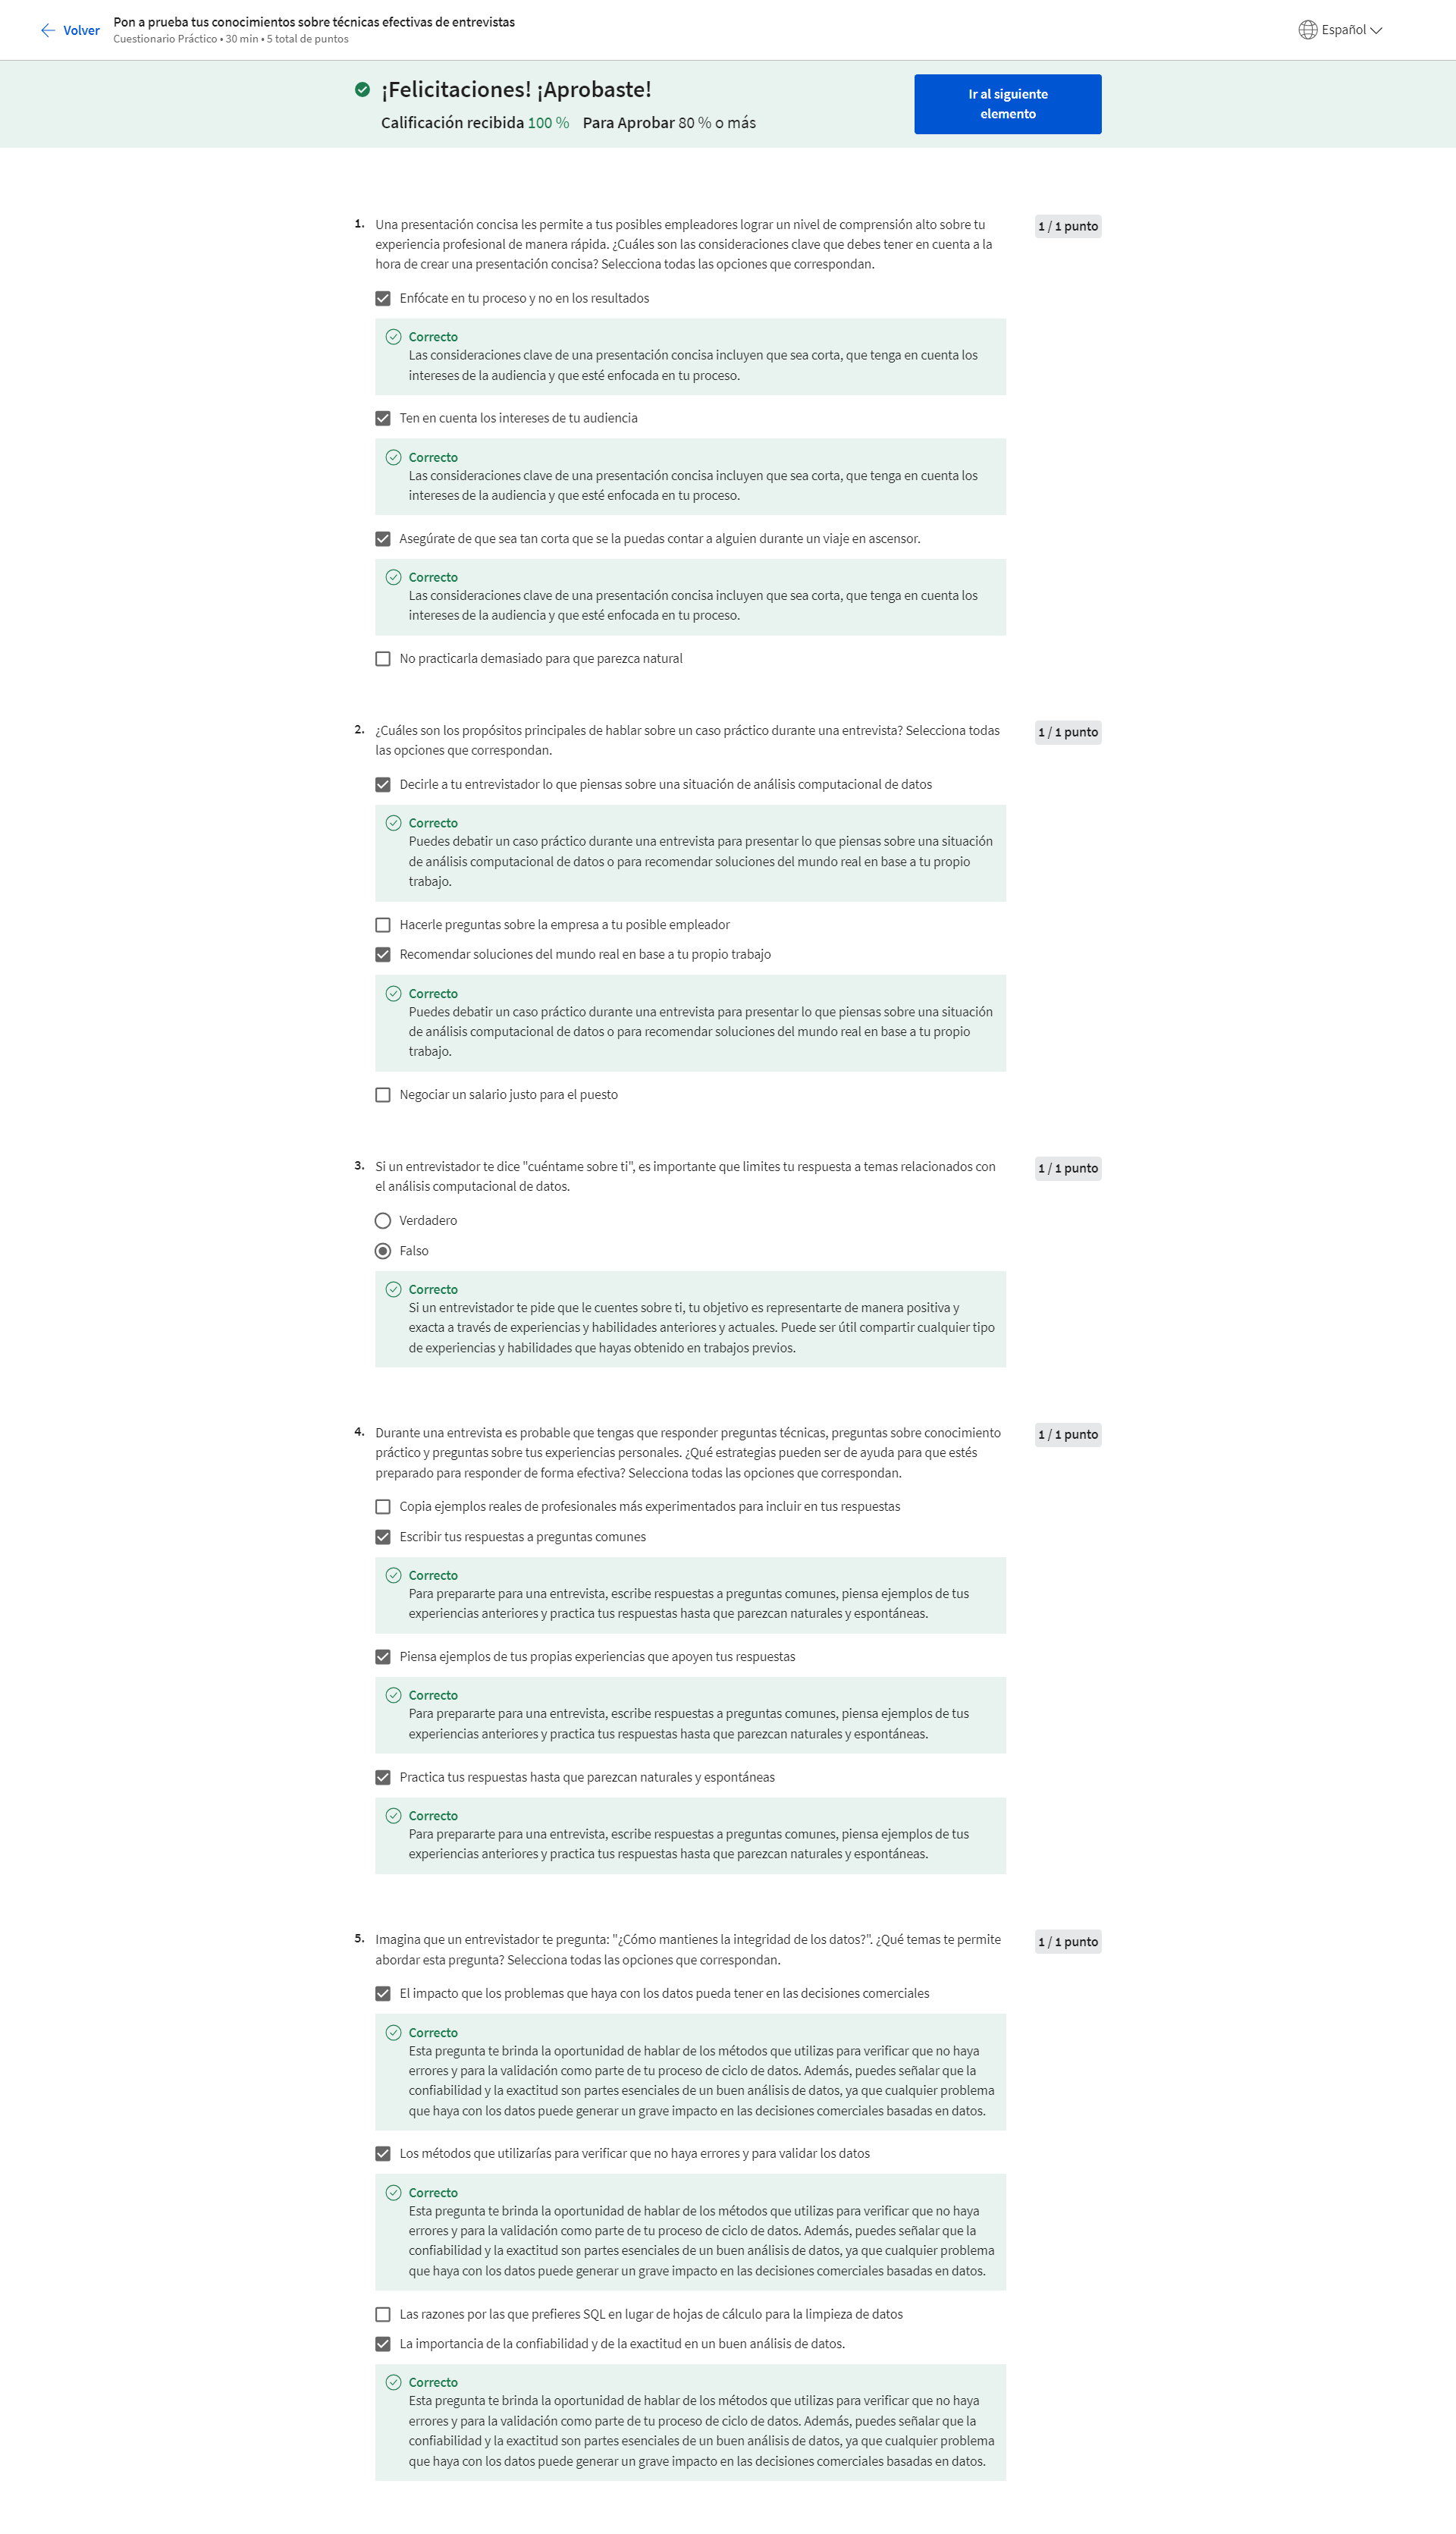 Volver
Pon a prueba tus conocimientos sobre técnicas efectivas de entrevistas
Cuestionario Práctico • 30 min • 5 total de puntos
Español
¡Felicitaciones! ¡Aprobaste!
Calificación recibida 100 % Para Aprobar 80 % o más
Ir al siguiente
elemento
1. Una presentación concisa les permite a tus posibles empleadores lograr un nivel de comprensión alto sobre tu
experiencia profesional de manera rápida. ¿Cuáles son las consideraciones clave que debes tener en cuenta a la
hora de crear una presentación concisa? Selecciona todas las opciones que correspondan.
1 / 1 punto
Enfócate en tu proceso y no en los resultados
Correcto
Las consideraciones clave de una presentación concisa incluyen que sea corta, que tenga en cuenta los
intereses de la audiencia y que esté enfocada en tu proceso.
Ten en cuenta los intereses de tu audiencia
Correcto
Las consideraciones clave de una presentación concisa incluyen que sea corta, que tenga en cuenta los
intereses de la audiencia y que esté enfocada en tu proceso.
Asegúrate de que sea tan corta que se la puedas contar a alguien durante un viaje en ascensor.
Correcto
Las consideraciones clave de una presentación concisa incluyen que sea corta, que tenga en cuenta los
intereses de la audiencia y que esté enfocada en tu proceso.
No practicarla demasiado para que parezca natural
2. ¿Cuáles son los propósitos principales de hablar sobre un caso práctico durante una entrevista? Selecciona todas
las opciones que correspondan.
1 / 1 punto
Decirle a tu entrevistador lo que piensas sobre una situación de análisis computacional de datos
Correcto
Puedes debatir un caso práctico durante una entrevista para presentar lo que piensas sobre una situación
de análisis computacional de datos o para recomendar soluciones del mundo real en base a tu propio
trabajo.
Hacerle preguntas sobre la empresa a tu posible empleador
Recomendar soluciones del mundo real en base a tu propio trabajo
Correcto
Puedes debatir un caso práctico durante una entrevista para presentar lo que piensas sobre una situación
de análisis computacional de datos o para recomendar soluciones del mundo real en base a tu propio
trabajo.
Negociar un salario justo para el puesto
3. Si un entrevistador te dice "cuéntame sobre ti", es importante que limites tu respuesta a temas relacionados con
el análisis computacional de datos.
1 / 1 punto
Verdadero
Falso
Correcto
Si un entrevistador te pide que le cuentes sobre ti, tu objetivo es representarte de manera positiva y
exacta a través de experiencias y habilidades anteriores y actuales. Puede ser útil compartir cualquier tipo
de experiencias y habilidades que hayas obtenido en trabajos previos.
4. Durante una entrevista es probable que tengas que responder preguntas técnicas, preguntas sobre conocimiento
práctico y preguntas sobre tus experiencias personales. ¿Qué estrategias pueden ser de ayuda para que estés
preparado para responder de forma efectiva? Selecciona todas las opciones que correspondan.
1 / 1 punto
Copia ejemplos reales de profesionales más experimentados para incluir en tus respuestas
Escribir tus respuestas a preguntas comunes
Correcto
Para prepararte para una entrevista, escribe respuestas a preguntas comunes, piensa ejemplos de tus
experiencias anteriores y practica tus respuestas hasta que parezcan naturales y espontáneas.
Piensa ejemplos de tus propias experiencias que apoyen tus respuestas
Correcto
Para prepararte para una entrevista, escribe respuestas a preguntas comunes, piensa ejemplos de tus
experiencias anteriores y practica tus respuestas hasta que parezcan naturales y espontáneas.
Practica tus respuestas hasta que parezcan naturales y espontáneas
Correcto
Para prepararte para una entrevista, escribe respuestas a preguntas comunes, piensa ejemplos de tus
experiencias anteriores y practica tus respuestas hasta que parezcan naturales y espontáneas.
5. Imagina que un entrevistador te pregunta: "¿Cómo mantienes la integridad de los datos?". ¿Qué temas te permite
abordar esta pregunta? Selecciona todas las opciones que correspondan.
1 / 1 punto
El impacto que los problemas que haya con los datos pueda tener en las decisiones comerciales
Correcto
Esta pregunta te brinda la oportunidad de hablar de los métodos que utilizas para verificar que no haya
errores y para la validación como parte de tu proceso de ciclo de datos. Además, puedes señalar que la
confiabilidad y la exactitud son partes esenciales de un buen análisis de datos, ya que cualquier problema
que haya con los datos puede generar un grave impacto en las decisiones comerciales basadas en datos.
Los métodos que utilizarías para verificar que no haya errores y para validar los datos
Correcto
Esta pregunta te brinda la oportunidad de hablar de los métodos que utilizas para verificar que no haya
errores y para la validación como parte de tu proceso de ciclo de datos. Además, puedes señalar que la
confiabilidad y la exactitud son partes esenciales de un buen análisis de datos, ya que cualquier problema
que haya con los datos puede generar un grave impacto en las decisiones comerciales basadas en datos.
Las razones por las que prefieres SQL en lugar de hojas de cálculo para la limpieza de datos
La importancia de la confiabilidad y de la exactitud en un buen análisis de datos.
Correcto
Esta pregunta te brinda la oportunidad de hablar de los métodos que utilizas para verificar que no haya
errores y para la validación como parte de tu proceso de ciclo de datos. Además, puedes señalar que la
confiabilidad y la exactitud son partes esenciales de un buen análisis de datos, ya que cualquier problema
que haya con los datos puede generar un grave impacto en las decisiones comerciales basadas en datos.